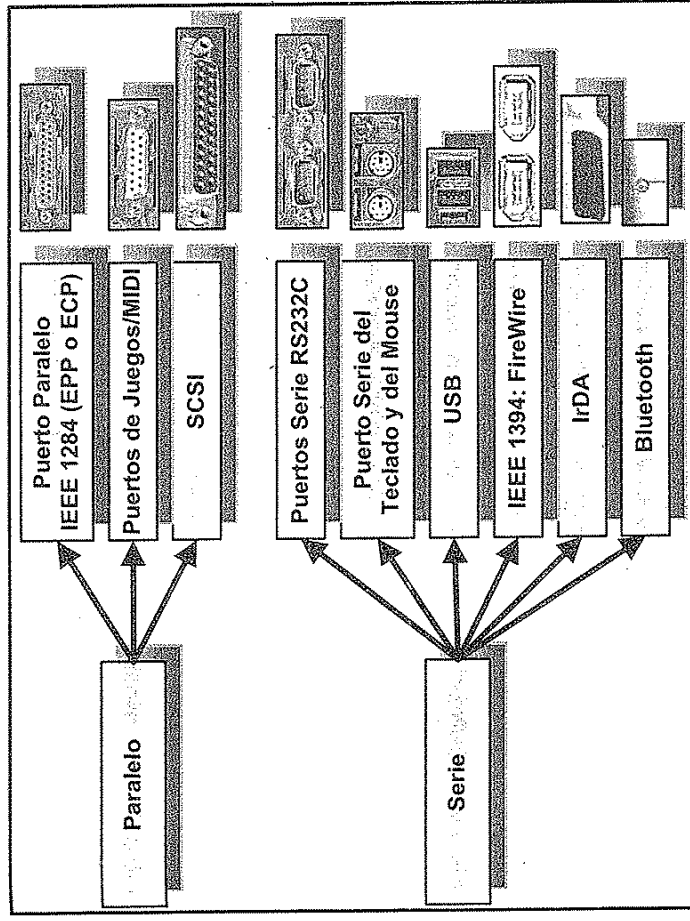 Paralelo
Puerto Paralelo
IEEE 1284 (EPP o ECP)
Puertos de Juegos/MIDI
SCSI
Serie
Puertos Serie RS232C
Puerto Serie del
Teclado y del Mouse
USB
IEEE 1394: FireWire
IrDA
Bluetooth